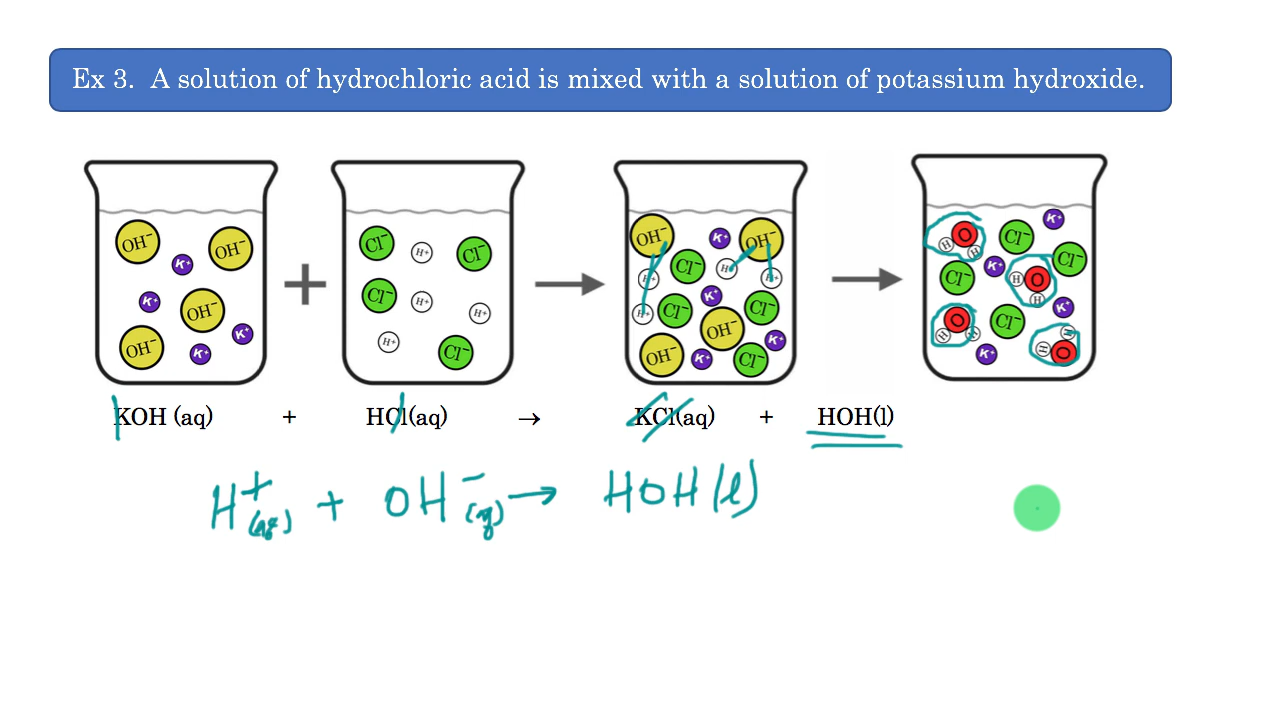 Ex 3. A solution of hydrochloric acid is mixed with a solution of potassium hydroxide.
OH⁻ OH⁻ K⁺ K⁺ OH⁻ K⁺ OH⁻ K⁺
Cl⁻ H⁺ Cl⁻ Cl⁻ H⁺ H⁺ H⁺ Cl⁻
OH⁻ K⁺ OH⁻ Cl⁻ H⁺ H⁺ H⁺ K⁺ Cl⁻ Cl⁻ H⁺ OH⁻ K⁺ OH⁻ K⁺ Cl⁻
K⁺ O H H Cl⁻ Cl⁻ K⁺ Cl⁻ H O H K⁺ O H H Cl⁻ H H O K⁺
+
KOH (aq) + HCl(aq) → KCl(aq) + HOH(l)
H⁺(aq) + OH⁻(aq) → HOH(l)